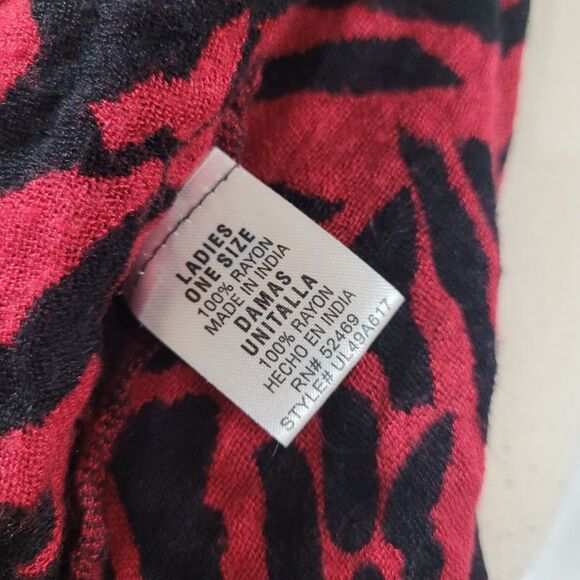 LADIES
ONE SIZE
100% RAYON
MADE IN INDIA
DAMAS
UNITALLA
100% RAYON
HECHO EN INDIA
RN# 52469
STYLE# UL49A617